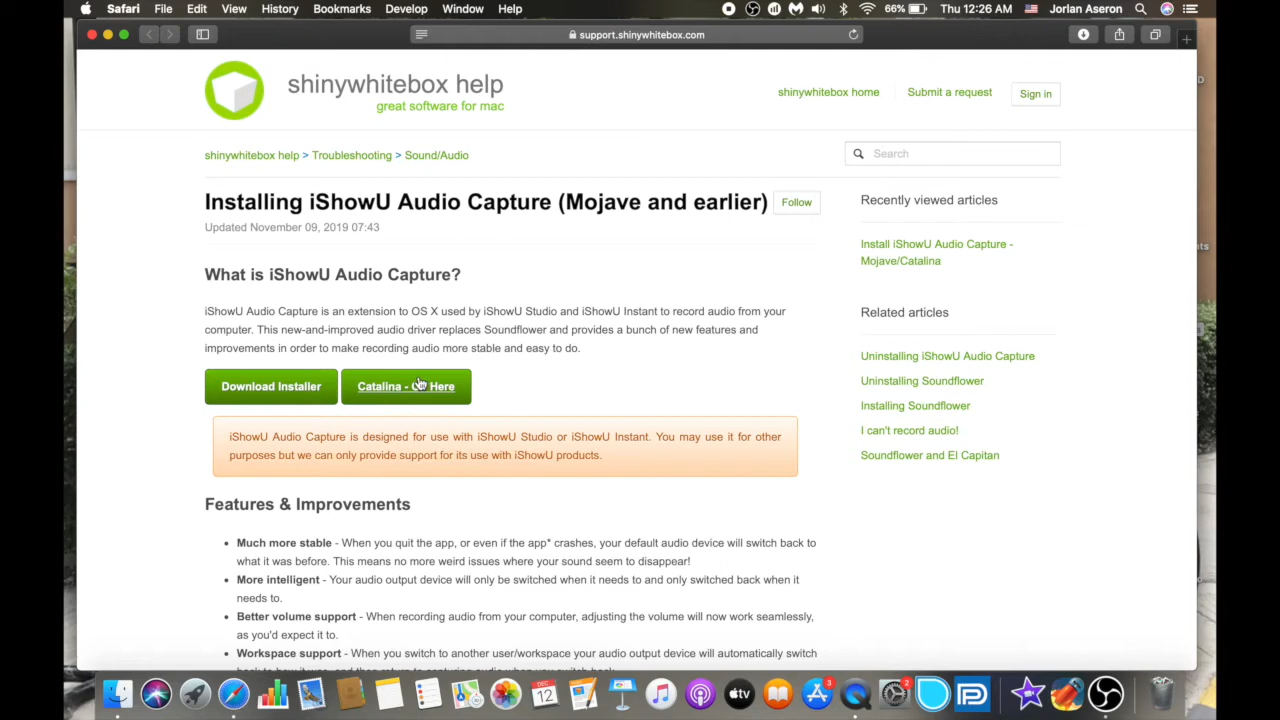 Safari File Edit View History Bookmarks Develop Window Help 66% Thu 12:26 AM Jorlan Aseron
support.shinywhitebox.com
shinywhitebox help
great software for mac
shinywhitebox home Submit a request Sign in
shinywhitebox help > Troubleshooting > Sound/Audio
Search
Installing iShowU Audio Capture (Mojave and earlier) Follow
Updated November 09, 2019 07:43
What is iShowU Audio Capture?
iShowU Audio Capture is an extension to OS X used by iShowU Studio and iShowU Instant to record audio from your
computer. This new-and-improved audio driver replaces Soundflower and provides a bunch of new features and
improvements in order to make recording audio more stable and easy to do.
Download Installer Catalina - Here
iShowU Audio Capture is designed for use with iShowU Studio or iShowU Instant. You may use it for other
purposes but we can only provide support for its use with iShowU products.
Features & Improvements
• Much more stable - When you quit the app, or even if the app* crashes, your default audio device will switch back to
what it was before. This means no more weird issues where your sound seem to disappear!
• More intelligent - Your audio output device will only be switched when it needs to and only switched back when it
needs to.
• Better volume support - When recording audio from your computer, adjusting the volume will now work seamlessly,
as you'd expect it to.
• Workspace support - When you switch to another user/workspace your audio output device will automatically switch
Recently viewed articles
Install iShowU Audio Capture -
Mojave/Catalina
Related articles
Uninstalling iShowU Audio Capture
Uninstalling Soundflower
Installing Soundflower
I can't record audio!
Soundflower and El Capitan
DEC
12
tv
3
2